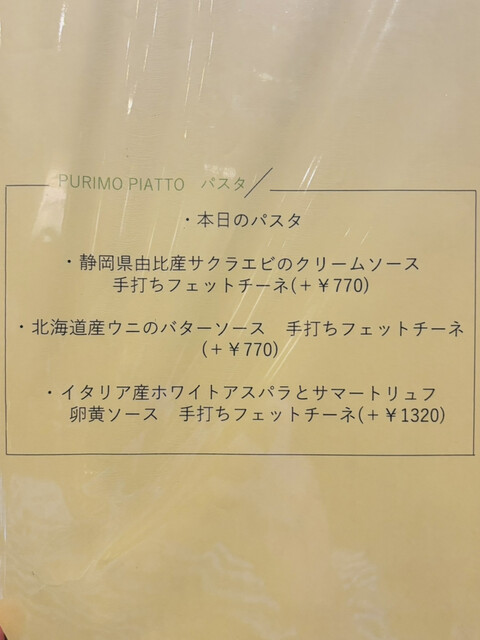 PURIMO PIATTO パスタ
・本日のパスタ
・静岡県由比産サクラエビのクリームソース
手打ちフェットチーネ(＋￥770)
・北海道産ウニのバターソース　手打ちフェットチーネ
(＋￥770)
・イタリア産ホワイトアスパラとサマートリュフ
卵黄ソース　手打ちフェットチーネ(＋￥1320)